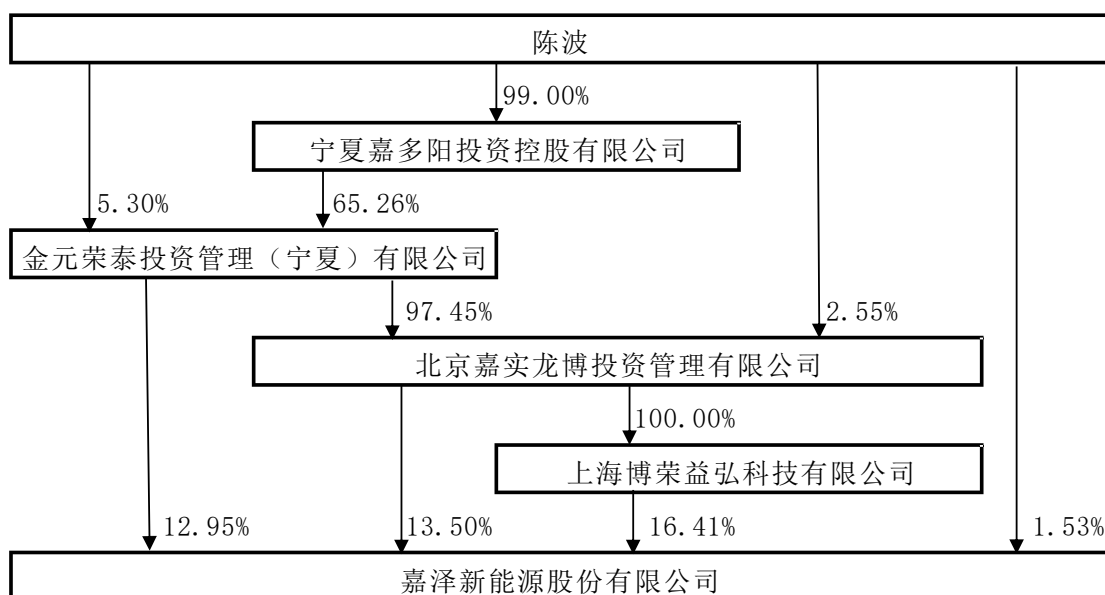 陈波
99.00%
宁夏嘉多阳投资控股有限公司
5.30%
65.26%
金元荣泰投资管理（宁夏）有限公司
97.45%
2.55%
北京嘉实龙博投资管理有限公司
100.00%
上海博荣益弘科技有限公司
12.95%
13.50%
16.41%
1.53%
嘉泽新能源股份有限公司